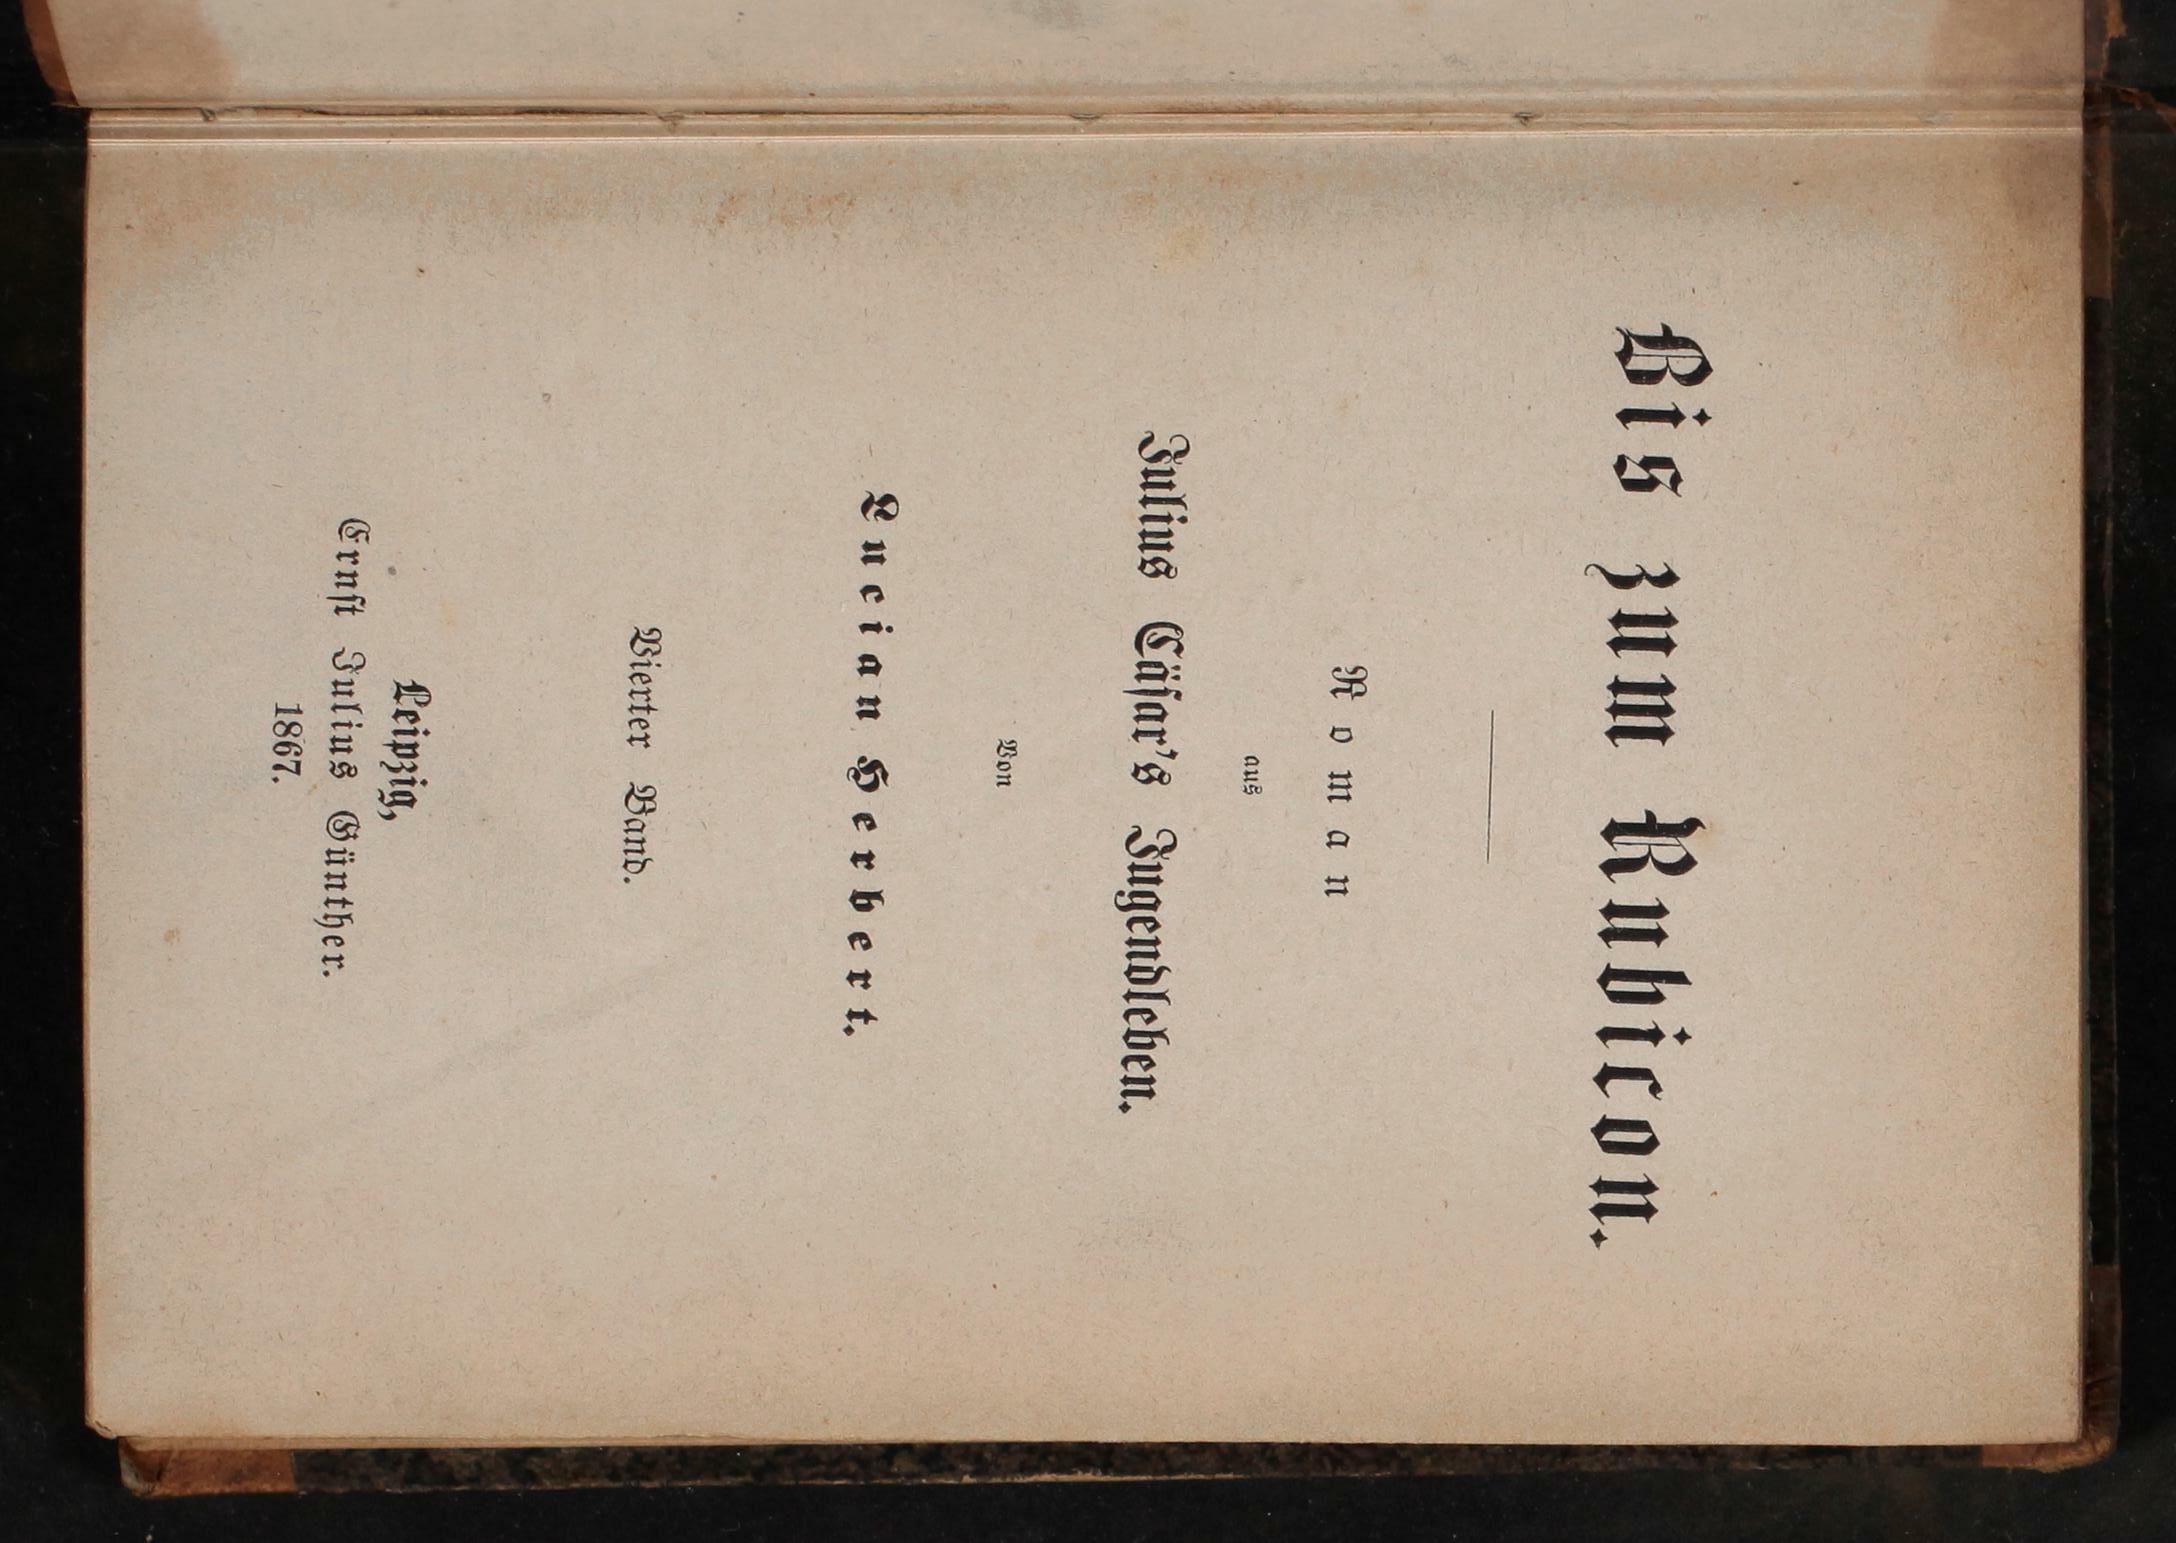 Bis zum Rubicon.
Roman
aus
Julius Cäſar's Jugendleben.
Von
Lucian Herbert.
Vierter Band.
Leipzig,
Ernſt Julius Günther.
1867.